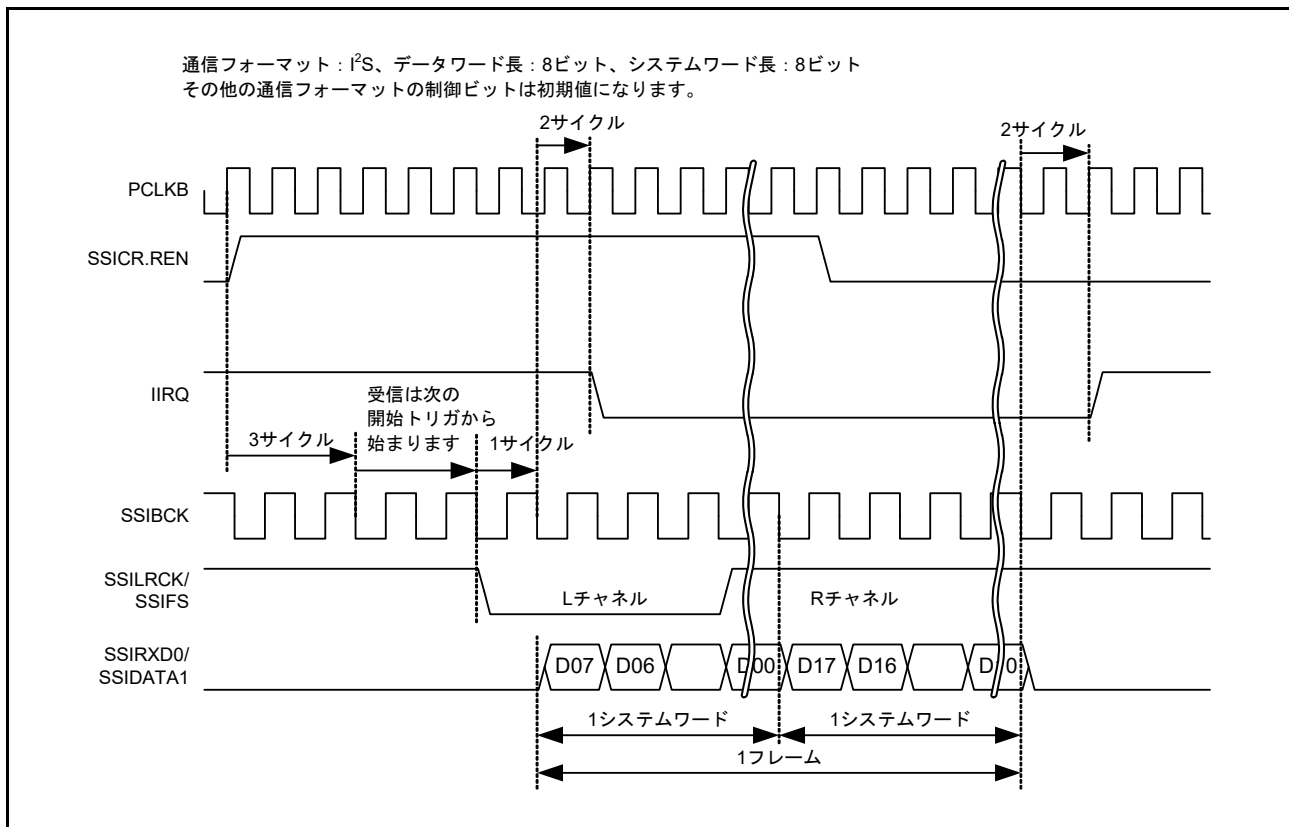 通信フォーマット：I²S、データワード長：8ビット、システムワード長：8ビット
その他の通信フォーマットの制御ビットは初期値になります。
2サイクル
2サイクル
PCLKB
SSICR.REN
IIRQ
受信は次の
開始トリガから
始まります
3サイクル
1サイクル
SSIBCK
SSILRCK/
SSIFS
Lチャネル
Rチャネル
SSIRXD0/
SSIDATA1
D07
D06
D00
D17
D16
1システムワード
1システムワード
1フレーム